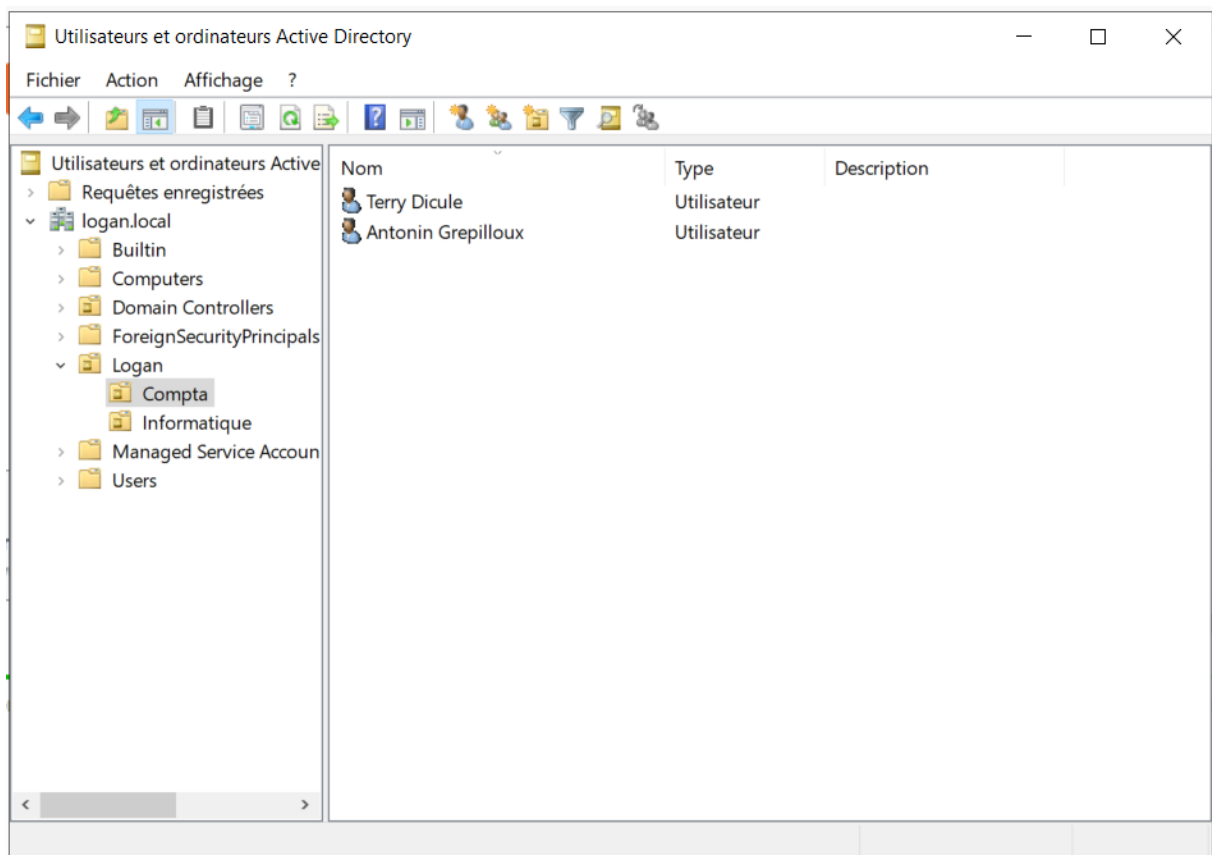 Utilisateurs et ordinateurs Active Directory
Fichier Action Affichage ?
Utilisateurs et ordinateurs Active
Requêtes enregistrées
logan.local
Builtin
Computers
Domain Controllers
ForeignSecurityPrincipals
Logan
Compta
Informatique
Managed Service Accoun
Users
Nom Type Description
Terry Dicule Utilisateur
Antonin Grepilloux Utilisateur